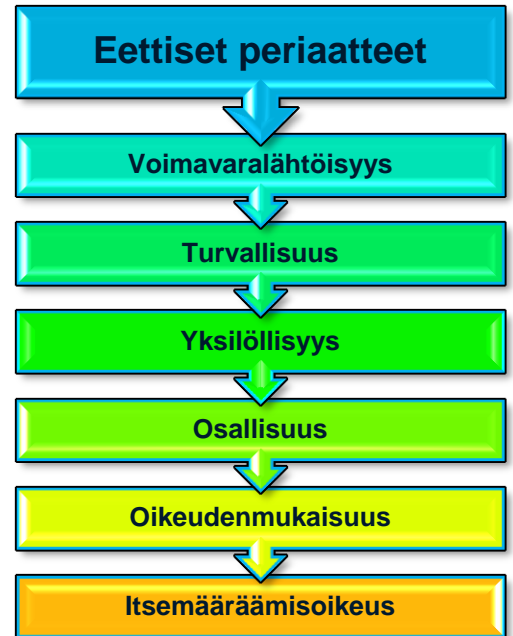 Eettiset periaatteet
Voimavaralähtöisyys
Turvallisuus
Yksilöllisyys
Osallisuus
Oikeudenmukaisuus
Itsemääräämisoikeus